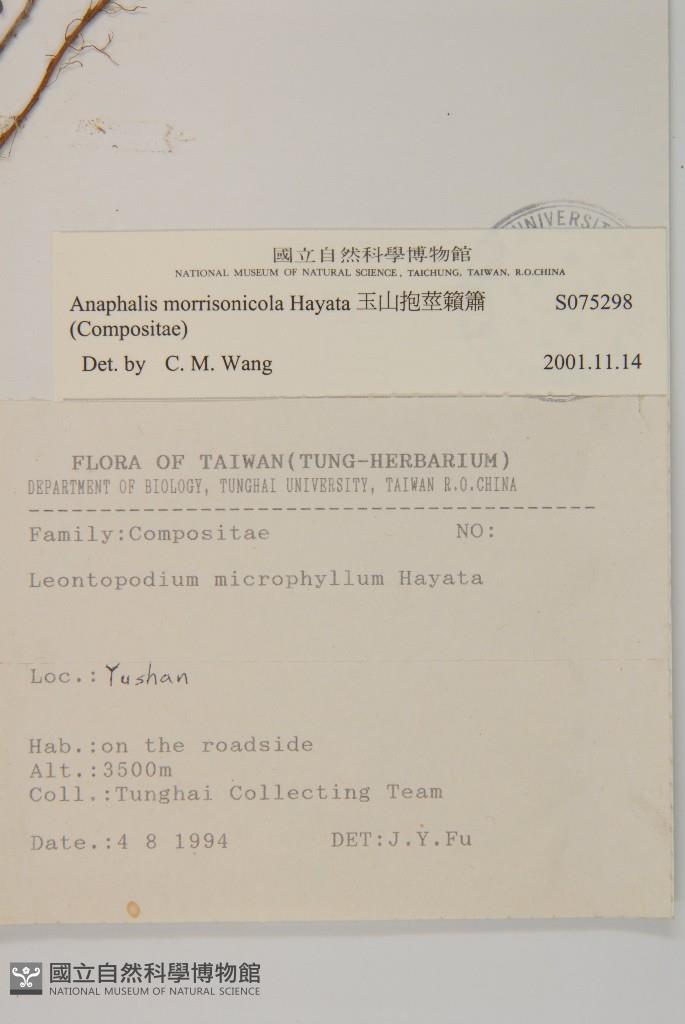 UNIVERSIT
國立自然科學博物館
NATIONAL MUSEUM OF NATURAL SCIENCE, TAICHUNG, TAIWAN, R.O.CHINA
Anaphalis morrisonicola Hayata 玉山抱莖籟簫 S075298
(Compositae)
Det. by C. M. Wang 2001.11.14
FLORA OF TAIWAN(TUNG-HERBARIUM)
DEPARTMENT OF BIOLOGY, TUNGHAI UNIVERSITY, TAIWAN R.O.CHINA
Family:Compositae NO:
Leontopodium microphyllum Hayata
Loc.:Yushan
Hab.:on the roadside
Alt.:3500m
Coll.:Tunghai Collecting Team
Date.:4 8 1994 DET:J.Y.Fu
國立自然科學博物館
NATIONAL MUSEUM OF NATURAL SCIENCE